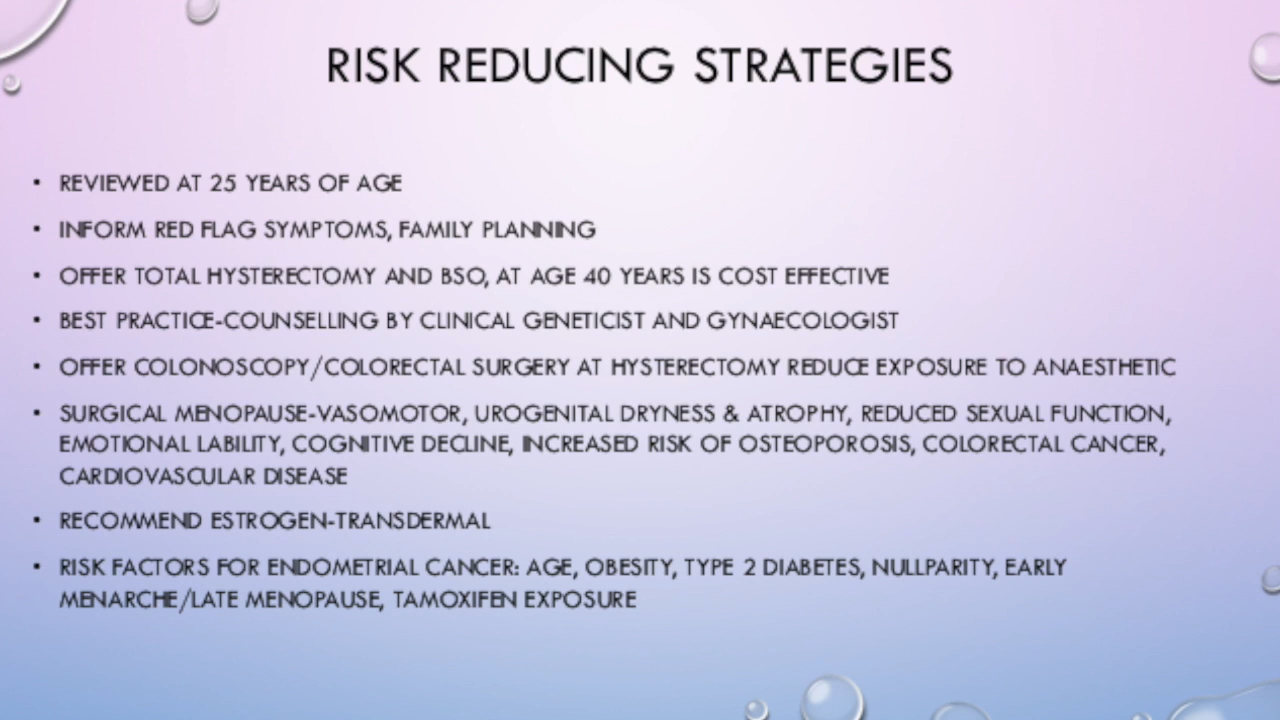 RISK REDUCING STRATEGIES
• REVIEWED AT 25 YEARS OF AGE
• INFORM RED FLAG SYMPTOMS, FAMILY PLANNING
• OFFER TOTAL HYSTERECTOMY AND BSO, AT AGE 40 YEARS IS COST EFFECTIVE
• BEST PRACTICE-COUNSELLING BY CLINICAL GENETICIST AND GYNAECOLOGIST
• OFFER COLONOSCOPY/COLORECTAL SURGERY AT HYSTERECTOMY REDUCE EXPOSURE TO ANAESTHETIC
• SURGICAL MENOPAUSE-VASOMOTOR, UROGENITAL DRYNESS & ATROPHY, REDUCED SEXUAL FUNCTION,
EMOTIONAL LABILITY, COGNITIVE DECLINE, INCREASED RISK OF OSTEOPOROSIS, COLORECTAL CANCER,
CARDIOVASCULAR DISEASE
• RECOMMEND ESTROGEN-TRANSDERMAL
• RISK FACTORS FOR ENDOMETRIAL CANCER: AGE, OBESITY, TYPE 2 DIABETES, NULLPARITY, EARLY
MENARCHE/LATE MENOPAUSE, TAMOXIFEN EXPOSURE